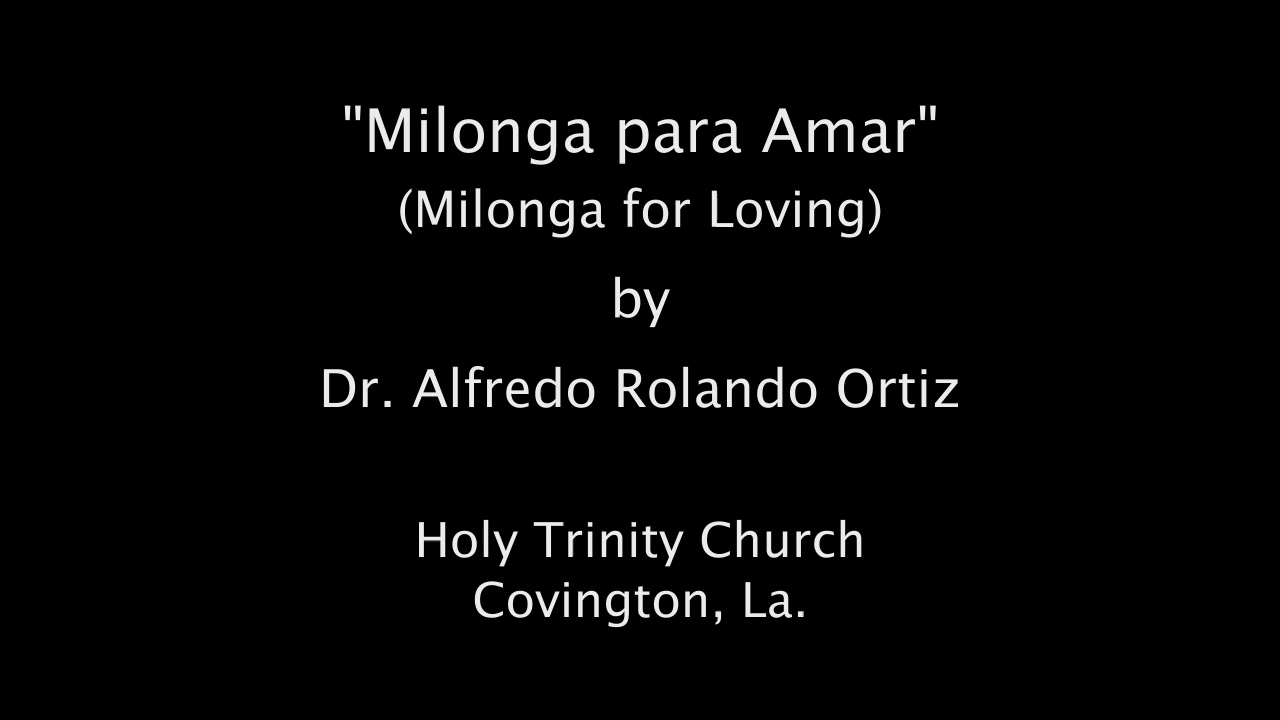 "Milonga para Amar"
(Milonga for Loving)
by
Dr. Alfredo Rolando Ortiz
Holy Trinity Church
Covington, La.